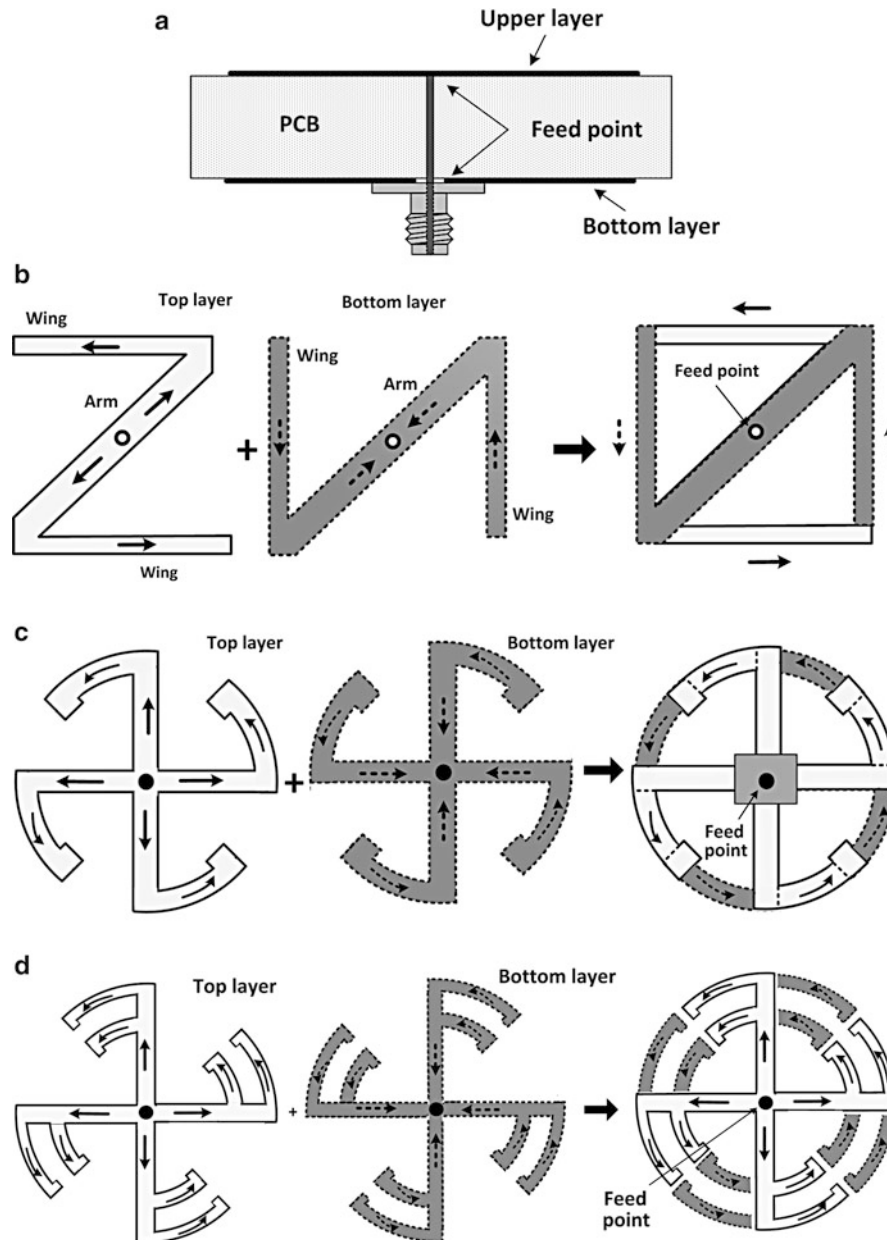 a
Upper layer
PCB
Feed point
Bottom layer
b
Top layer
Bottom layer
Wing
Wing
Arm
Arm
Feed point
+
Wing
Wing
c
Top layer
Bottom layer
+
Feed
point
d
Top layer
Bottom layer
+
Feed
point